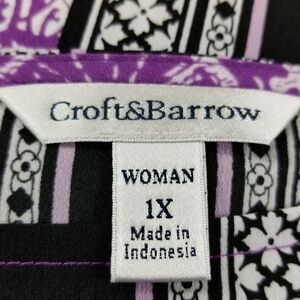 Croft&Barrow
WOMAN
1X
Made in
Indonesia